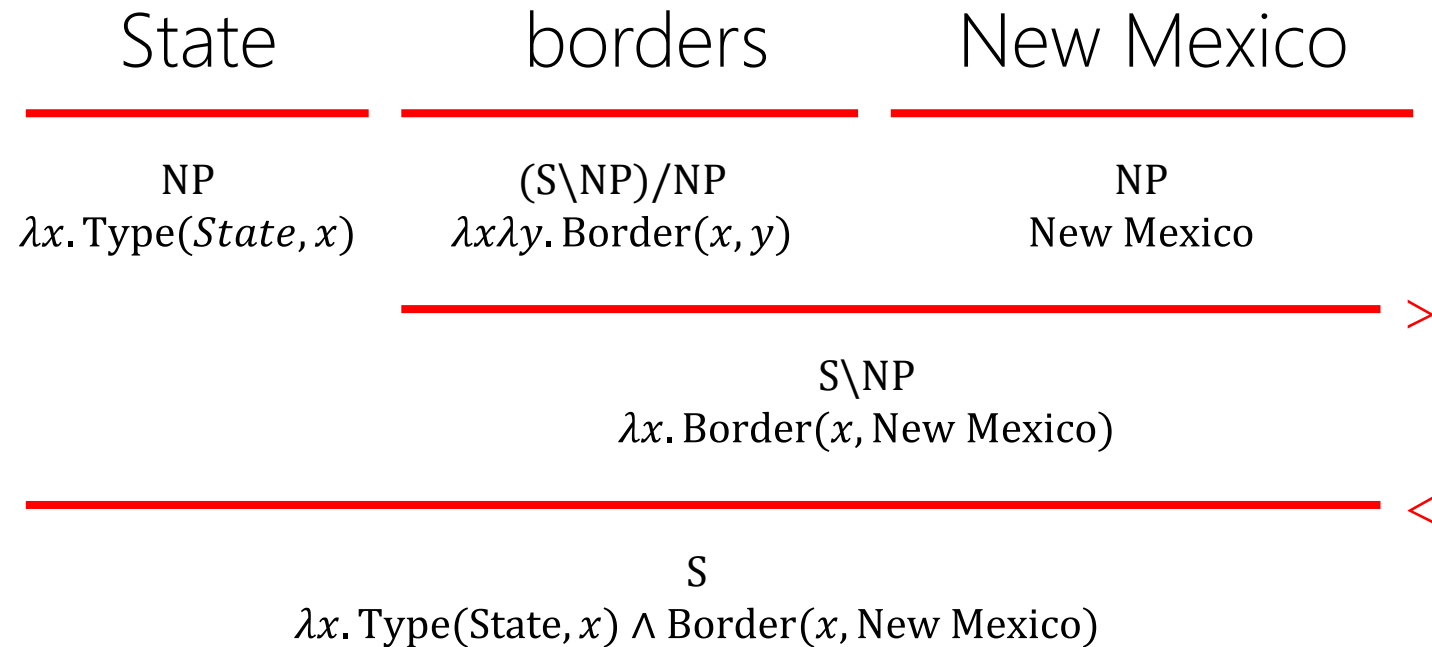 State borders New Mexico
NP (S\NP)/NP NP
λx. Type(State, x) λxλy. Border(x, y) New Mexico
>
S\NP
λx. Border(x, New Mexico)
<
S
λx. Type(State, x) ∧ Border(x, New Mexico)